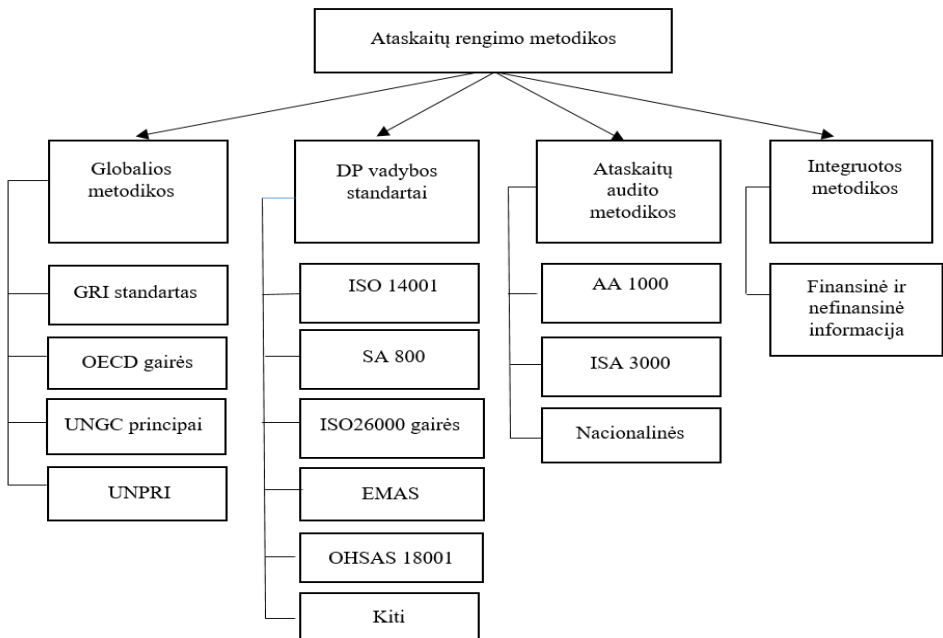 Ataskaitų rengimo metodikos
Globalios
metodikos
GRI standartas
OECD gairės
UNGC principai
UNPRI
DP vadybos
standartai
ISO 14001
SA 800
ISO26000 gairės
EMAS
OHSAS 18001
Kiti
Ataskaitų
audito
metodikos
AA 1000
ISA 3000
Nacionalinės
Integruotos
metodikos
Finansinė ir
nefinansinė
informacija